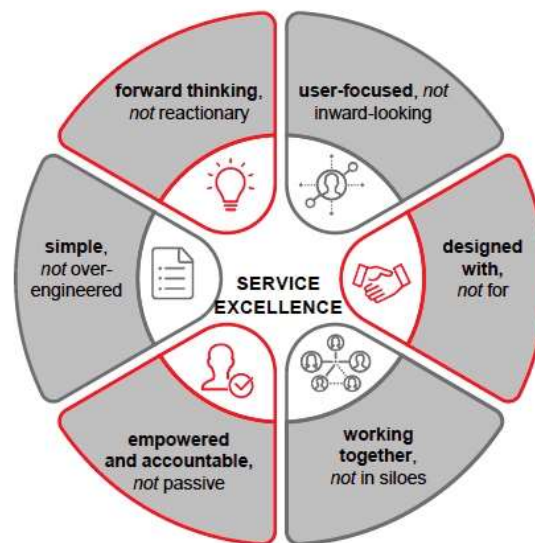 forward thinking,
not reactionary
user-focused, not
inward-looking
simple,
not over-
engineered
SERVICE
EXCELLENCE
designed
with,
not for
empowered
and accountable,
not passive
working
together,
not in siloes